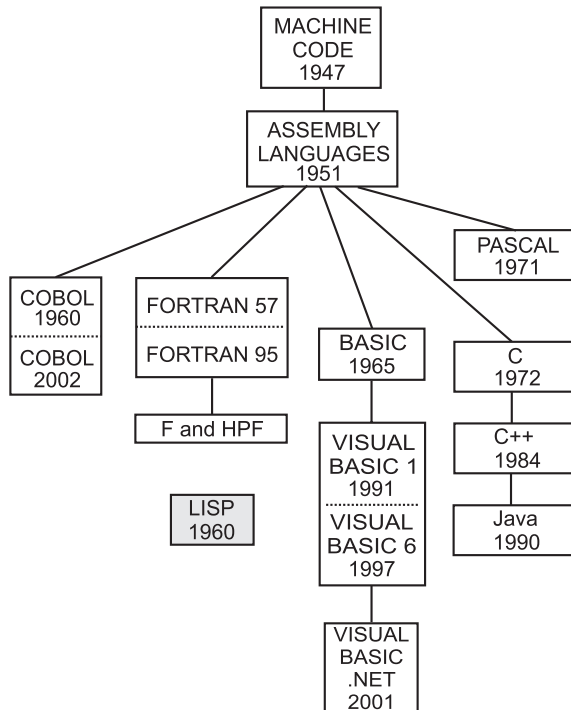 MACHINE
CODE
1947
ASSEMBLY
LANGUAGES
1951
PASCAL
1971
COBOL
1960
COBOL
2002
FORTRAN 57
FORTRAN 95
F and HPF
BASIC
1965
VISUAL
BASIC 1
1991
VISUAL
BASIC 6
1997
VISUAL
BASIC
.NET
2001
C
1972
C++
1984
Java
1990
LISP
1960